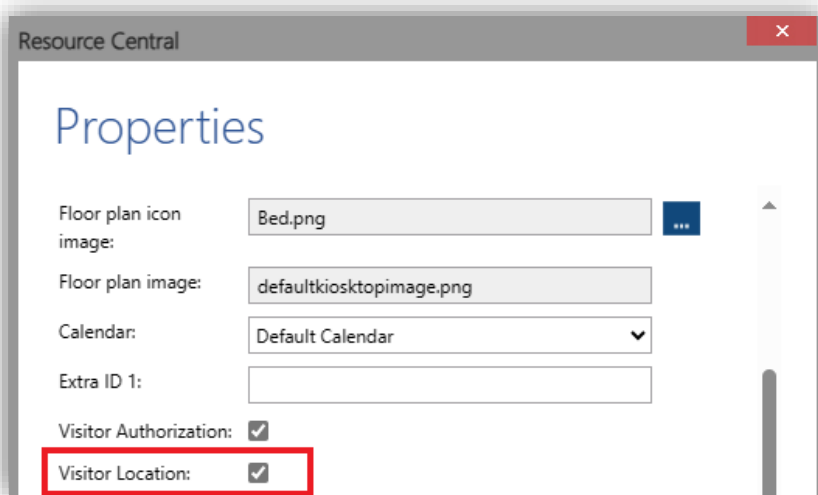 Resource Central
Properties
Floor plan icon
image:
Bed.png
...
Floor plan image:
defaultkiosktopimage.png
Calendar:
Default Calendar
Extra ID 1:
Visitor Authorization:
Visitor Location: